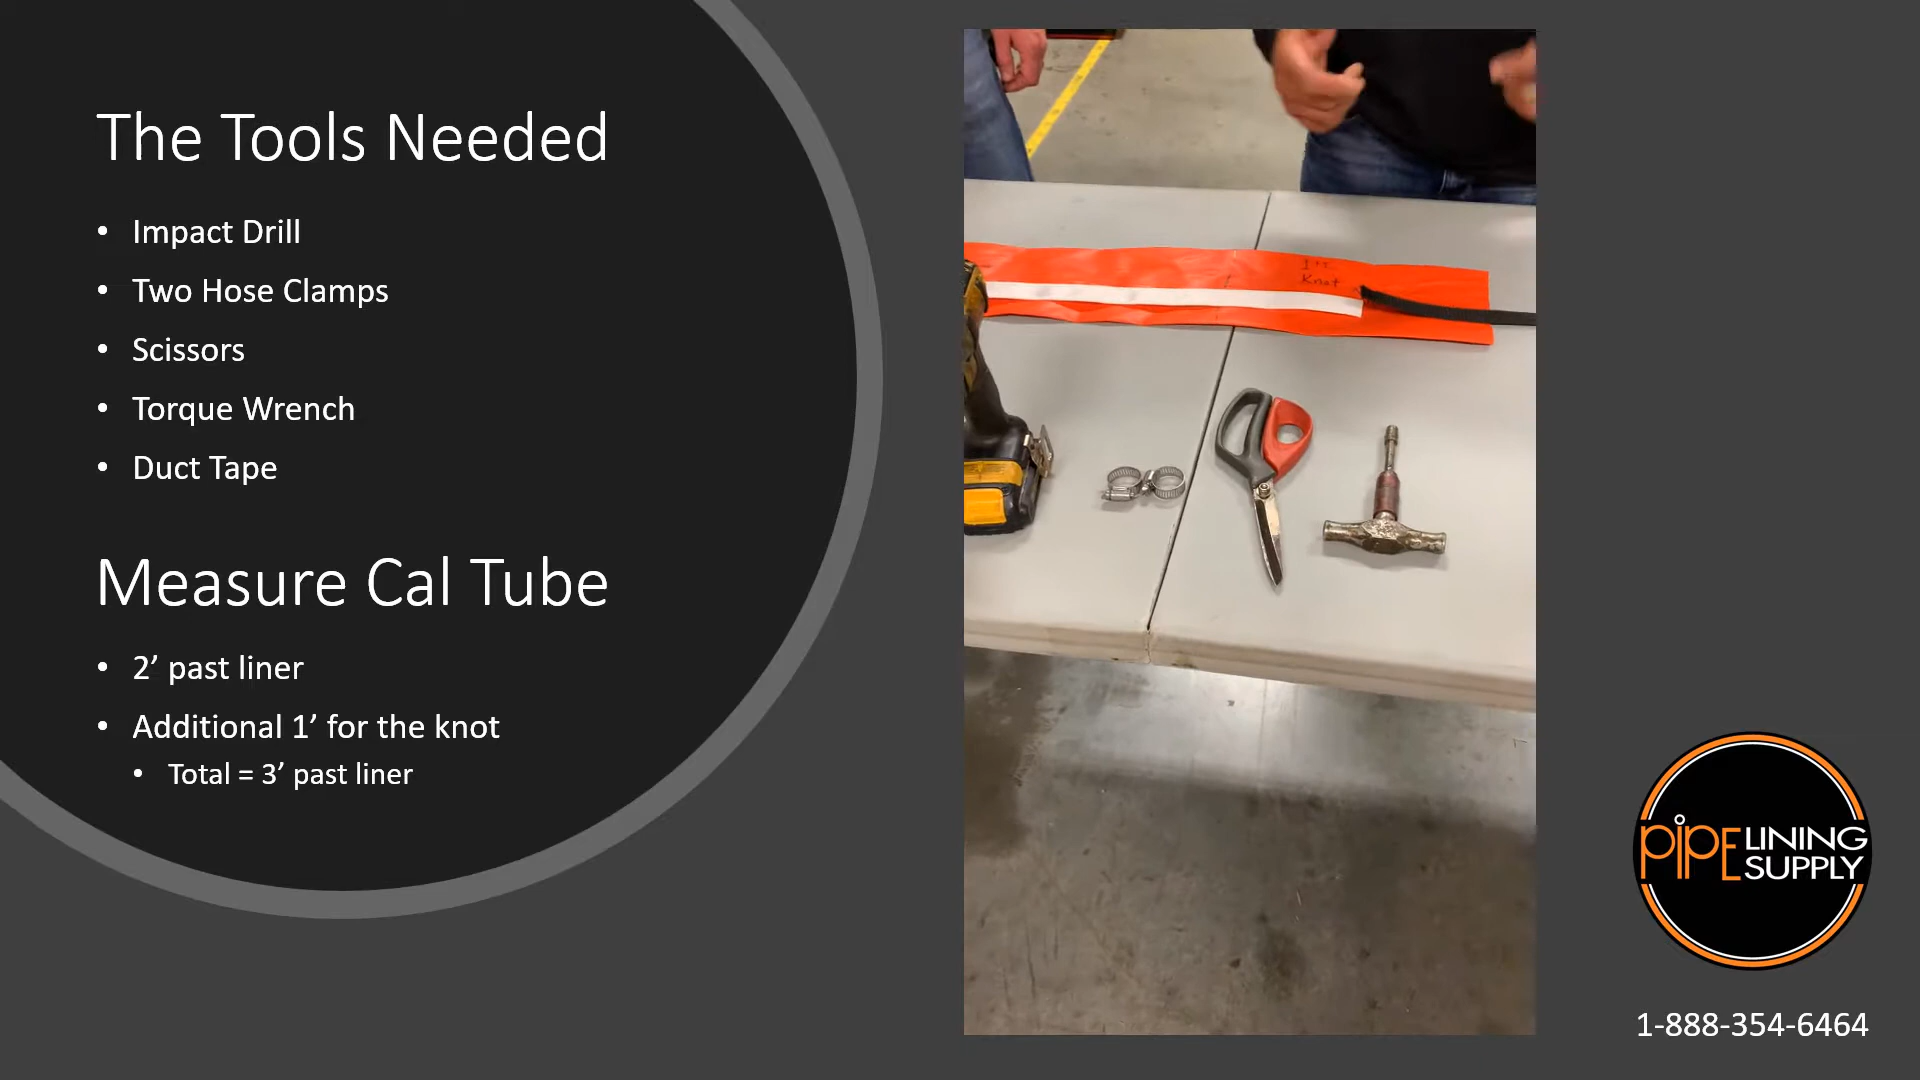 The Tools Needed
• Impact Drill
• Two Hose Clamps
• Scissors
• Torque Wrench
• Duct Tape
Measure Cal Tube
• 2’ past liner
• Additional 1’ for the knot
• Total = 3’ past liner
Knot
PIPE LINING
SUPPLY
1-888-354-6464